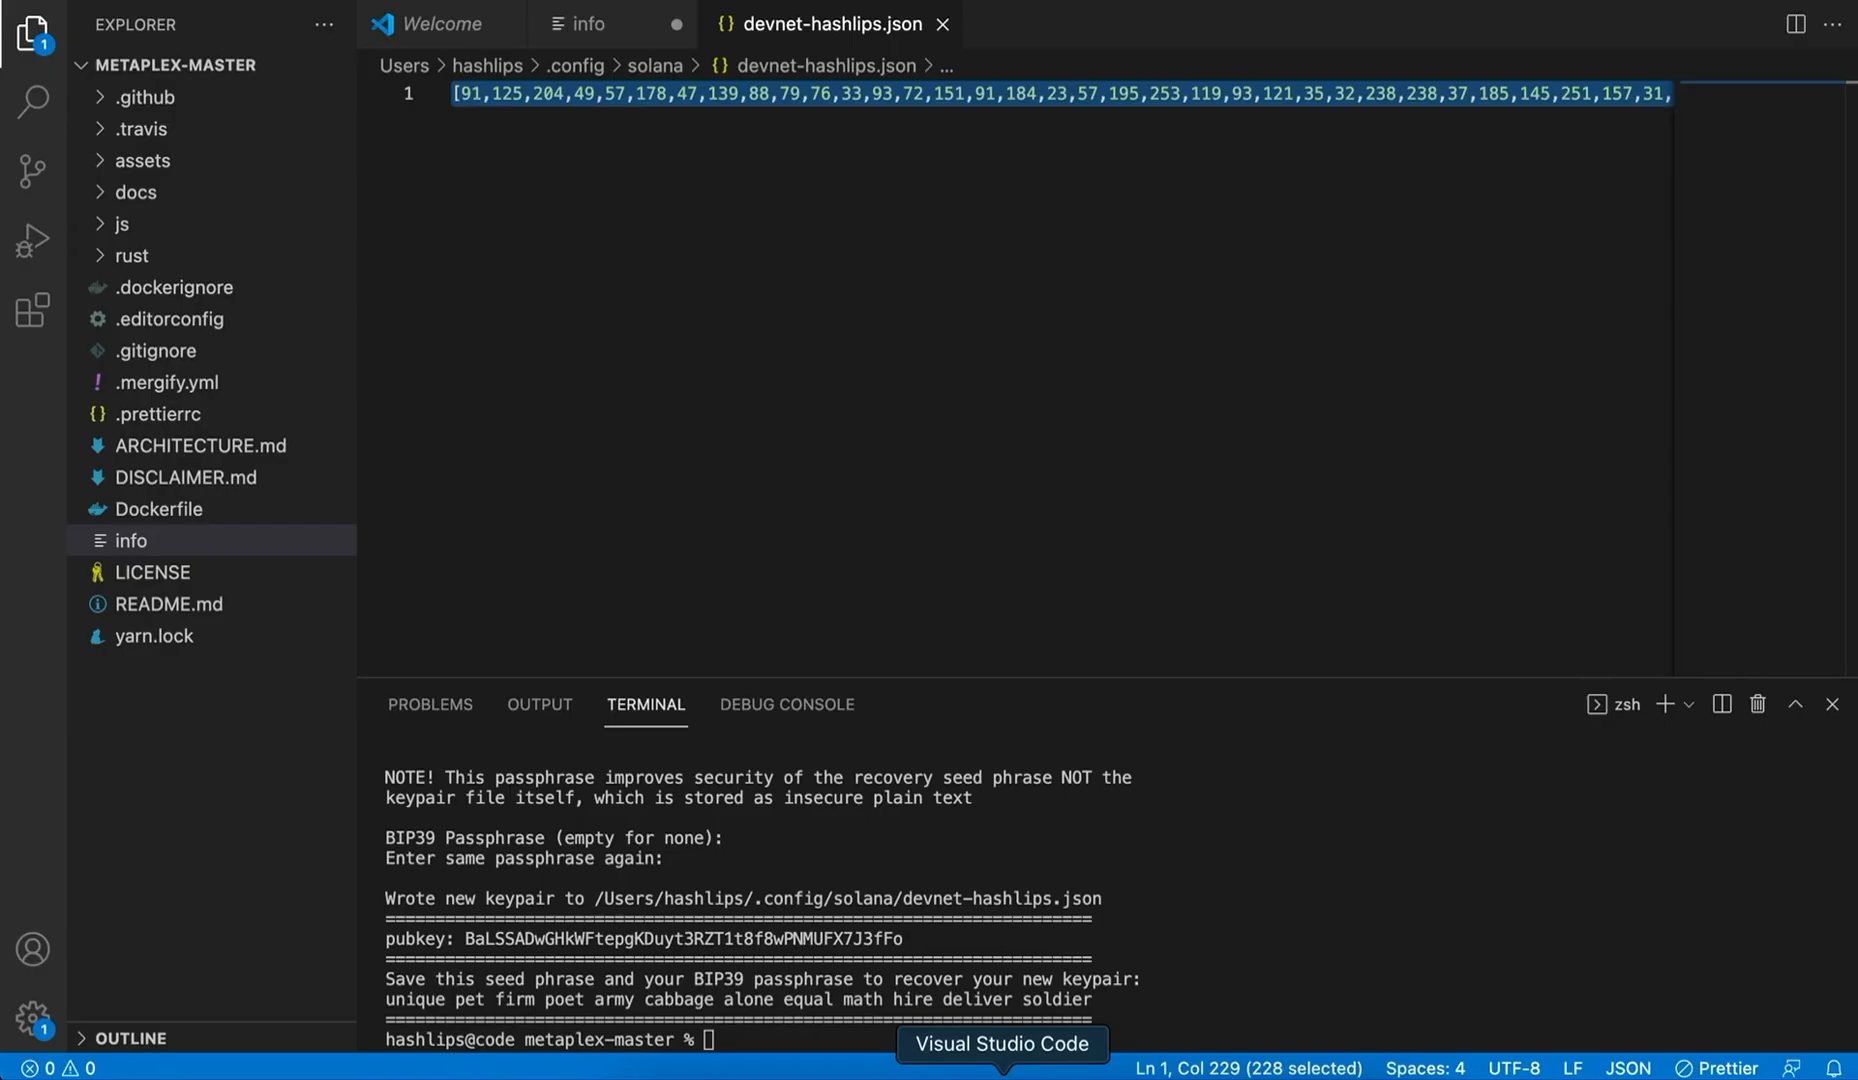 EXPLORER
Welcome
info
{} devnet-hashlips.json
METAPLEX-MASTER
Users > hashlips > .config > solana > {} devnet-hashlips.json > ...
1
[91,125,204,49,57,178,47,139,88,79,76,33,93,72,151,91,184,23,57,195,253,119,93,121,35,32,238,238,37,185,145,251,157,31,
.github
.travis
assets
docs
js
rust
.dockerignore
.editorconfig
.gitignore
! .mergify.yml
{} .prettierrc
ARCHITECTURE.md
DISCLAIMER.md
Dockerfile
info
LICENSE
README.md
yarn.lock
OUTLINE
PROBLEMS OUTPUT TERMINAL DEBUG CONSOLE
zsh
NOTE! This passphrase improves security of the recovery seed phrase NOT the
keypair file itself, which is stored as insecure plain text
BIP39 Passphrase (empty for none):
Enter same passphrase again:
Wrote new keypair to /Users/hashlips/.config/solana/devnet-hashlips.json
========================================================================
pubkey: BaLSSADwGHkWFtepgKDuyt3RZT1t8f8wPNMUFX7J3fFo
========================================================================
Save this seed phrase and your BIP39 passphrase to recover your new keypair:
unique pet firm poet army cabbage alone equal math hire deliver soldier
========================================================================
hashlips@code metaplex-master %
Visual Studio Code
1
1
0 0
Ln 1, Col 229 (228 selected) Spaces: 4 UTF-8 LF JSON Prettier